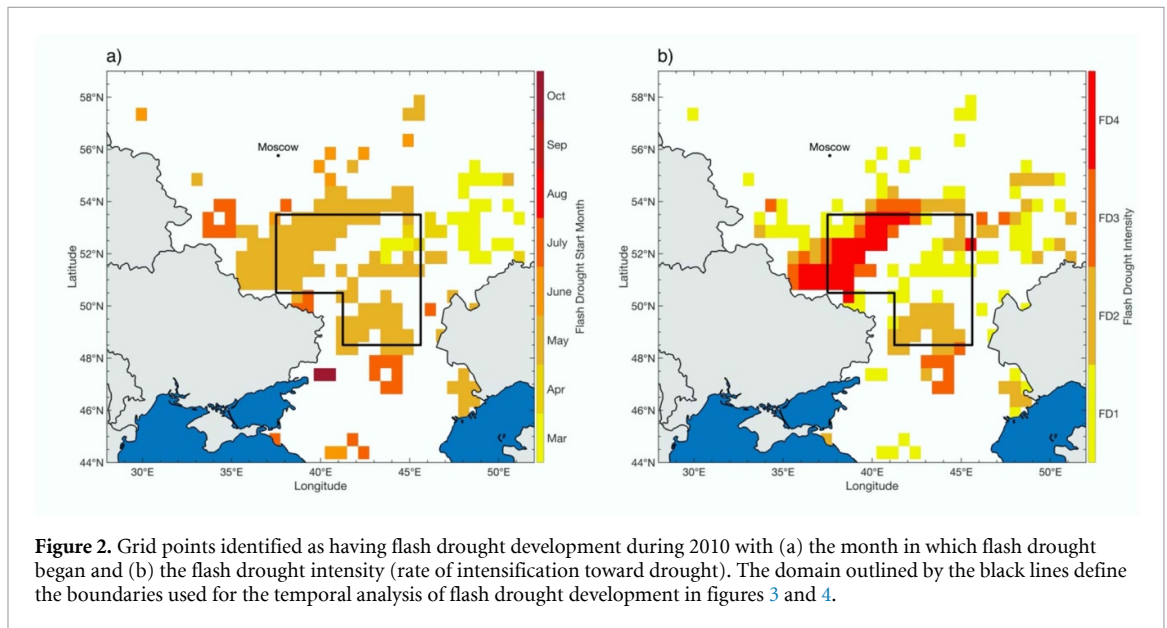 a)
58°N
56°N
54°N
52°N
50°N
48°N
46°N
44°N
Latitude
Moscow
30°E
35°E
40°E
45°E
50°E
Longitude
Oct
Sep
Aug
July
June
May
Apr
Mar
Flash Drought Start Month
b)
58°N
56°N
54°N
52°N
50°N
48°N
46°N
44°N
Latitude
Moscow
30°E
35°E
40°E
45°E
50°E
Longitude
FD4
FD3
FD2
FD1
Flash Drought Intensity
Figure 2. Grid points identified as having flash drought development during 2010 with (a) the month in which flash drought
began and (b) the flash drought intensity (rate of intensification toward drought). The domain outlined by the black lines define
the boundaries used for the temporal analysis of flash drought development in figures 3 and 4.